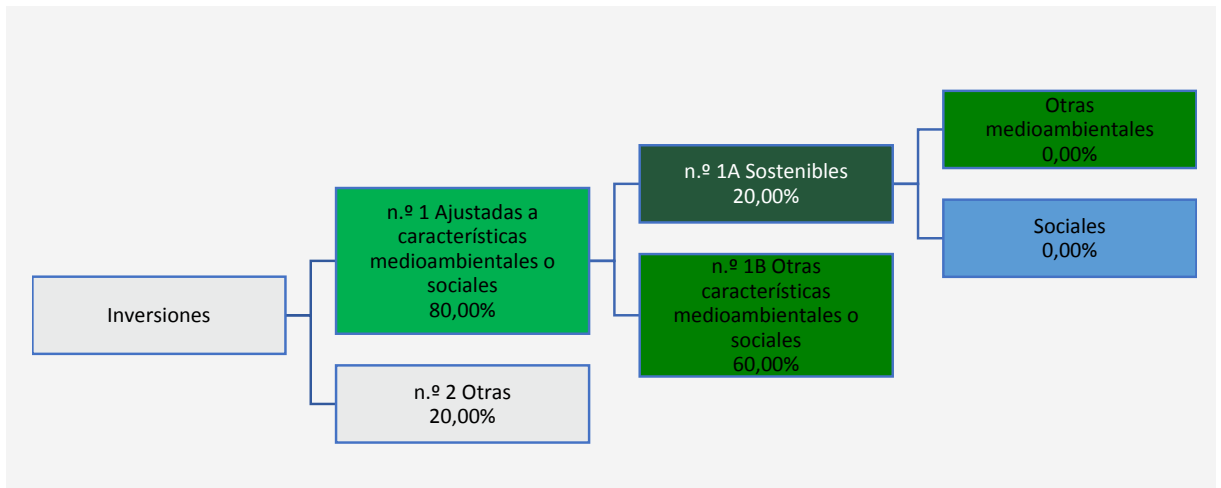 Inversiones
n.º 1 Ajustadas a
características
medioambientales o
sociales
80,00%
n.º 2 Otras
20,00%
n.º 1A Sostenibles
20,00%
n.º 1B Otras
características
medioambientales o
sociales
60,00%
Otras
medioambientales
0,00%
Sociales
0,00%